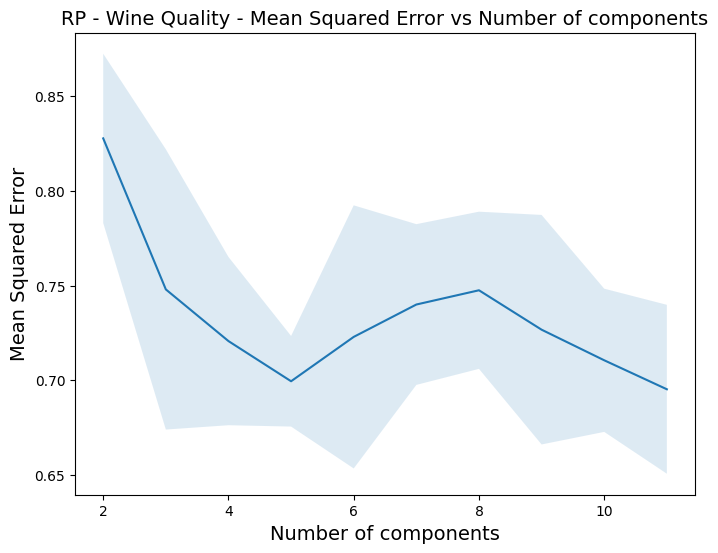 RP - Wine Quality - Mean Squared Error vs Number of components
Mean Squared Error
0.85
0.80
0.75
0.70
0.65
2 4 6 8 10
Number of components